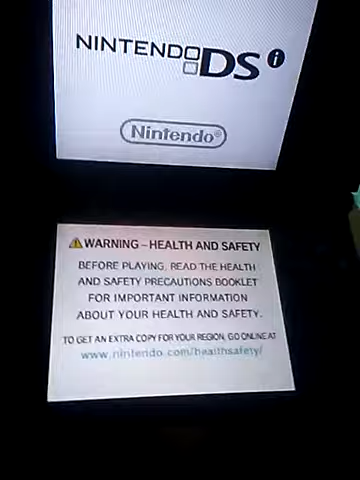 NINTENDO DS i
Nintendo®
WARNING - HEALTH AND SAFETY
BEFORE PLAYING, READ THE HEALTH
AND SAFETY PRECAUTIONS BOOKLET
FOR IMPORTANT INFORMATION
ABOUT YOUR HEALTH AND SAFETY.
TO GET AN EXTRA COPY FOR YOUR REGION, GO ONLINE AT
www.nintendo.com/healthsafety/